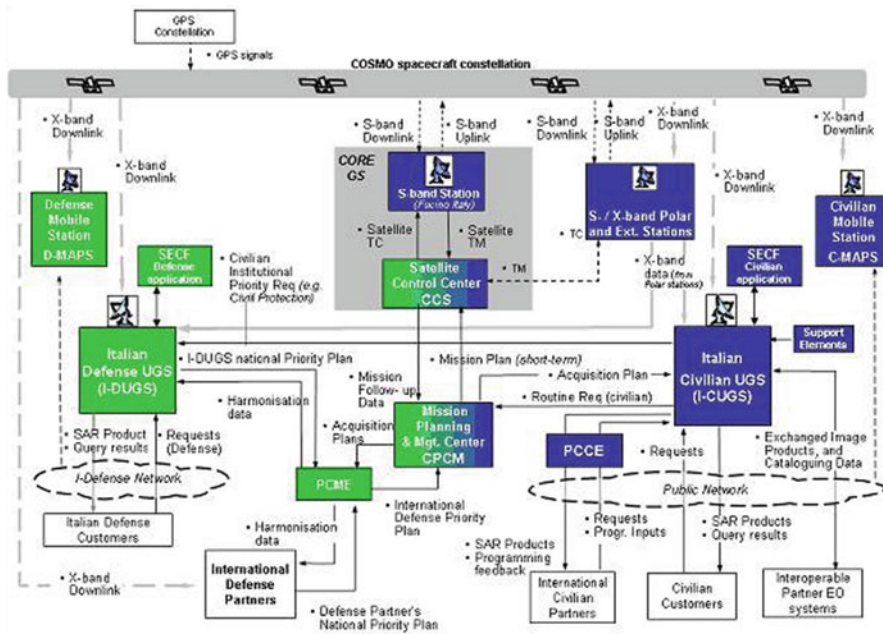 GPS
Constellation
• GPS signals
COSMO spacecraft constellation
• X-band
Downlink
• X-band
Downlink
• S-band
Downlink
• S-band
Uplink
• S-band
Downlink
• S-band
Uplink
• X-band
Downlink
• X-band
Downlink
• X-band
Downlink
CORE
GS
S-band Station
(Fucino Italy)
S- / X-band Polar
and Ext. Stations
Defense
Mobile
Station
D-MAPS
Civilian
Mobile
Station
C-MAPS
• Satellite
TC
• Satellite
TM
• TC
• TM
SECF
Defense
application
• Civilian
Institutional
Priority Req (e.g.
Civil Protection)
Satellite
Control Center
CCS
• X-band
data (from
Polar stations)
SECF
Civilian
application
Support
Elements
Italian
Defense UGS
(I-DUGS)
Italian
Civilian UGS
(I-CUGS)
• I-DUGS national Priority Plan
• Mission Plan (short-term)
• Harmonisation
data
• Mission
Follow-up
Data
• Acquisition Plan
• Routine Req (civilian)
• Acquisition
Plans
Mission
Planning
& Mgt. Center
CPCM
• SAR Product
• Query results
• Requests
(Defense)
I-Defense Network
PCME
PCCE
• Requests
• Exchanged Image
Products, and
Cataloguing Data
Public Network
Italian Defense
Customers
• Harmonisation
data
• International
Defense Priority
Plan
• SAR Products
• Programming
feedback
• Requests
• Progr. Inputs
• SAR Products
• Query results
• X-band
Downlink
International
Defense
Partners
• Defense Partner's
National Priority Plan
International
Civilian
Partners
Civilian
Customers
Interoperable
Partner EO
systems